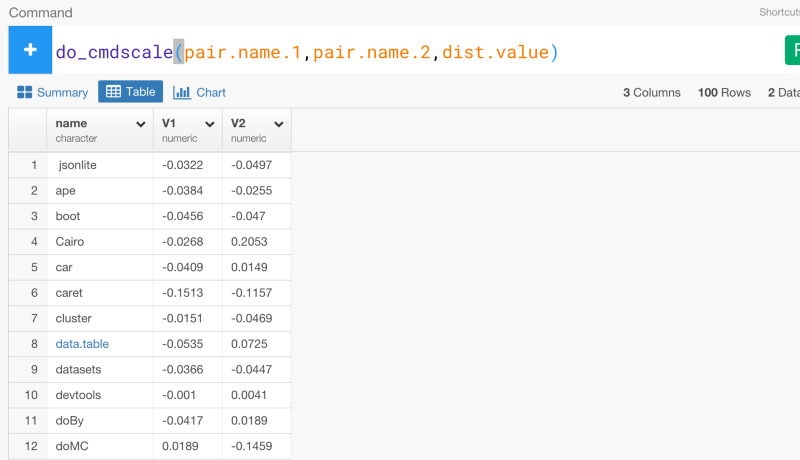 Command Shortcuts
+ do_cmdscale(pair.name.1,pair.name.2,dist.value)
Summary Table Chart 3 Columns 100 Rows 2
name V1 V2
character numeric numeric
1 jsonlite -0.0322 -0.0497
2 ape -0.0384 -0.0255
3 boot -0.0456 -0.047
4 Cairo -0.0268 0.2053
5 car -0.0409 0.0149
6 caret -0.1513 -0.1157
7 cluster -0.0151 -0.0469
8 data.table -0.0535 0.0725
9 datasets -0.0366 -0.0447
10 devtools -0.001 0.0041
11 doBy -0.0417 0.0189
12 doMC 0.0189 -0.1459